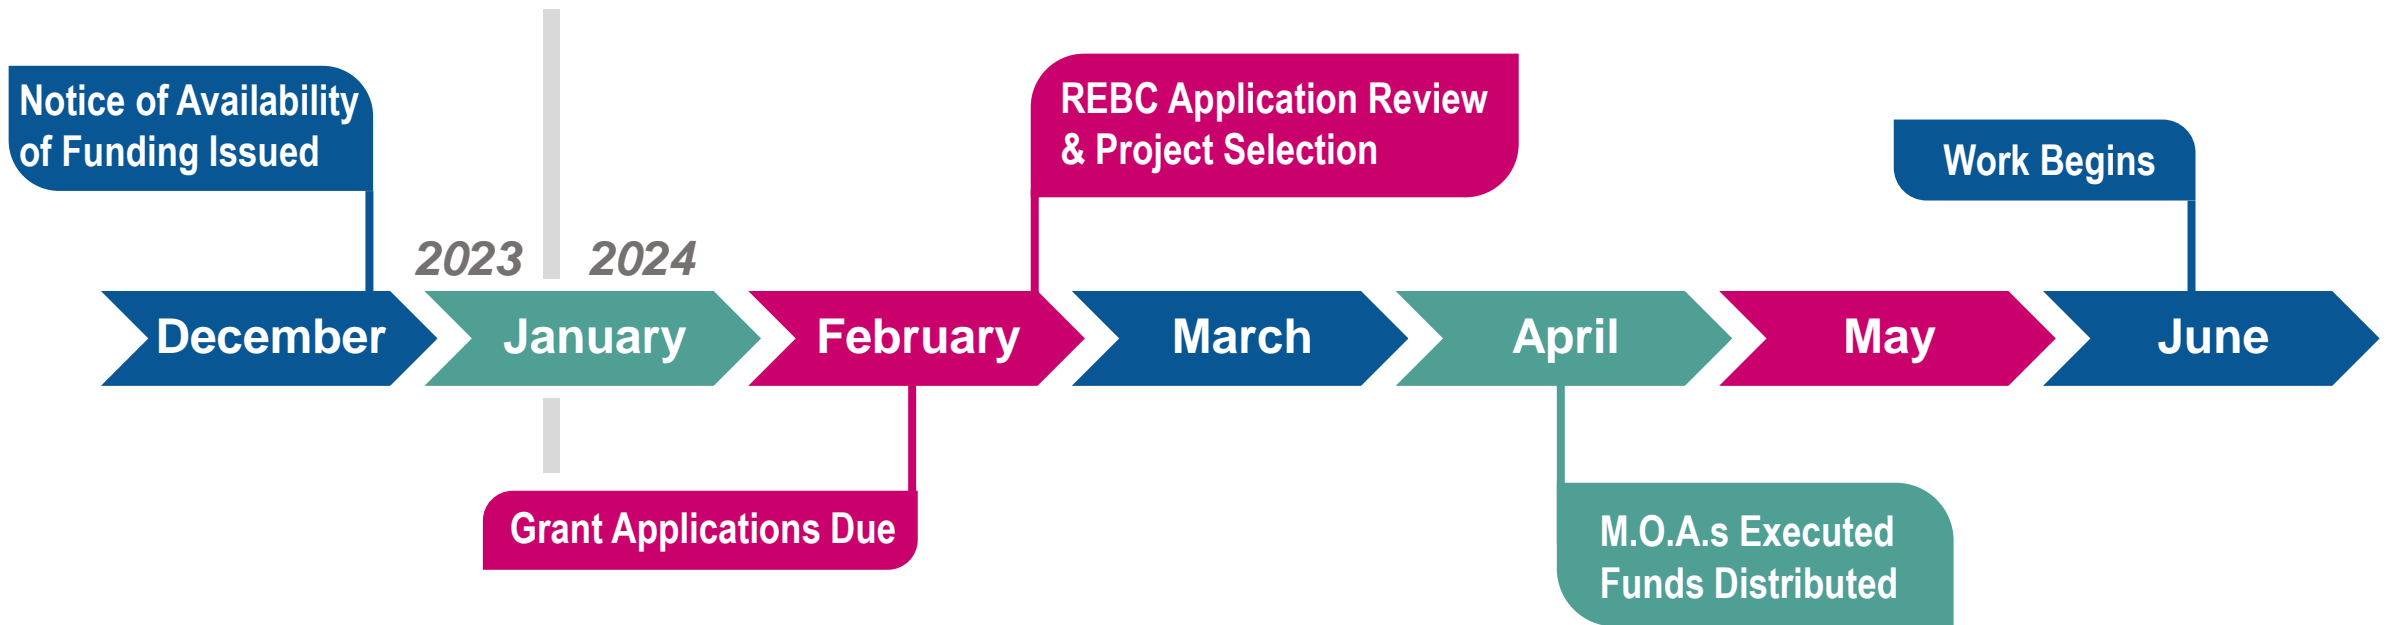 Notice of Availability
of Funding Issued
REBC Application Review
& Project Selection
Work Begins
2023
2024
December
January
February
March
April
May
June
Grant Applications Due
M.O.A.s Executed
Funds Distributed